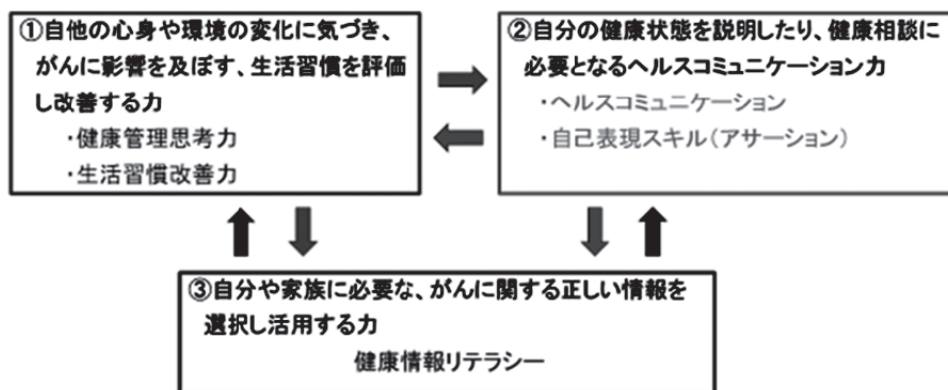 ①自他の心身や環境の変化に気づき、
がんに影響を及ぼす、生活習慣を評価
し改善する力
・健康管理思考力
・生活習慣改善力
②自分の健康状態を説明したり、健康相談に
必要となるヘルスコミュニケーション力
・ヘルスコミュニケーション
・自己表現スキル（アサーション）
③自分や家族に必要な、がんに関する正しい情報を
選択し活用する力
健康情報リテラシー